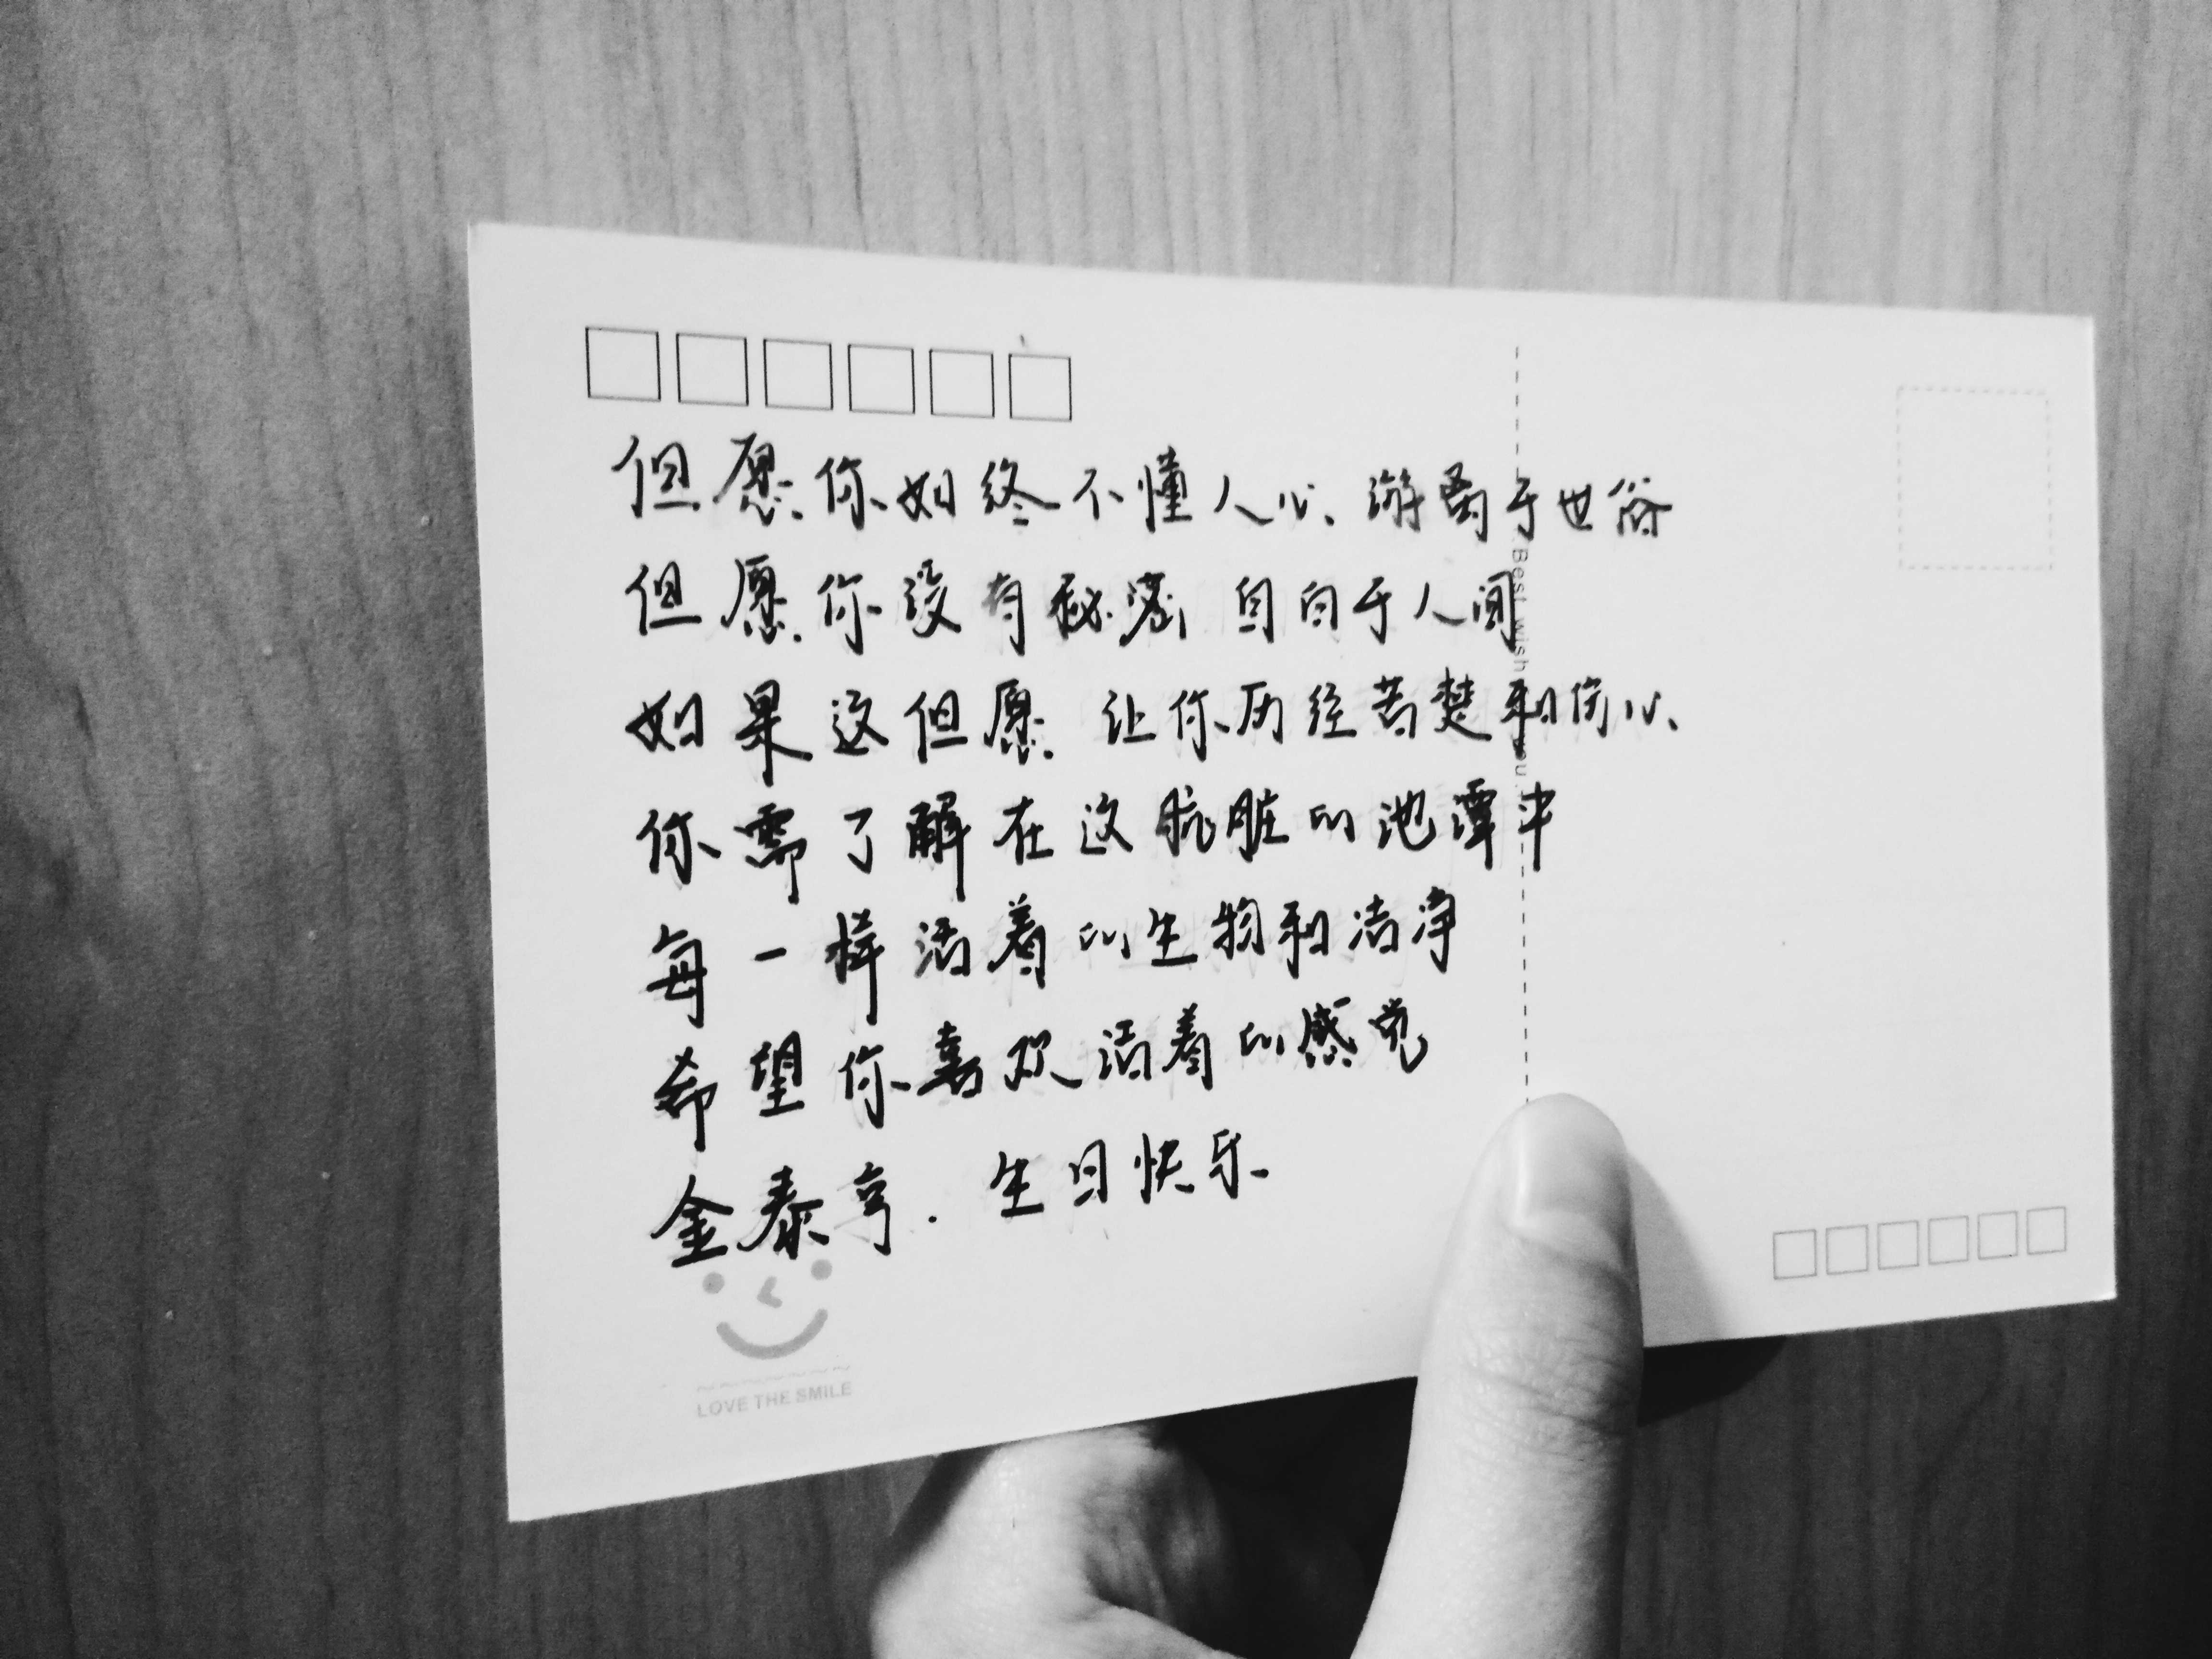 但愿你如终不懂人心 游离于世俗
但愿你没有秘密 自白于人间
如果这但愿 让你历经苦楚和伤心
你需了解在这肮脏的池潭中
每一样活着的生物和洁净
希望你喜欢活着的感觉
金泰亨. 生日快乐
LOVE THE SMILE
Best wish you